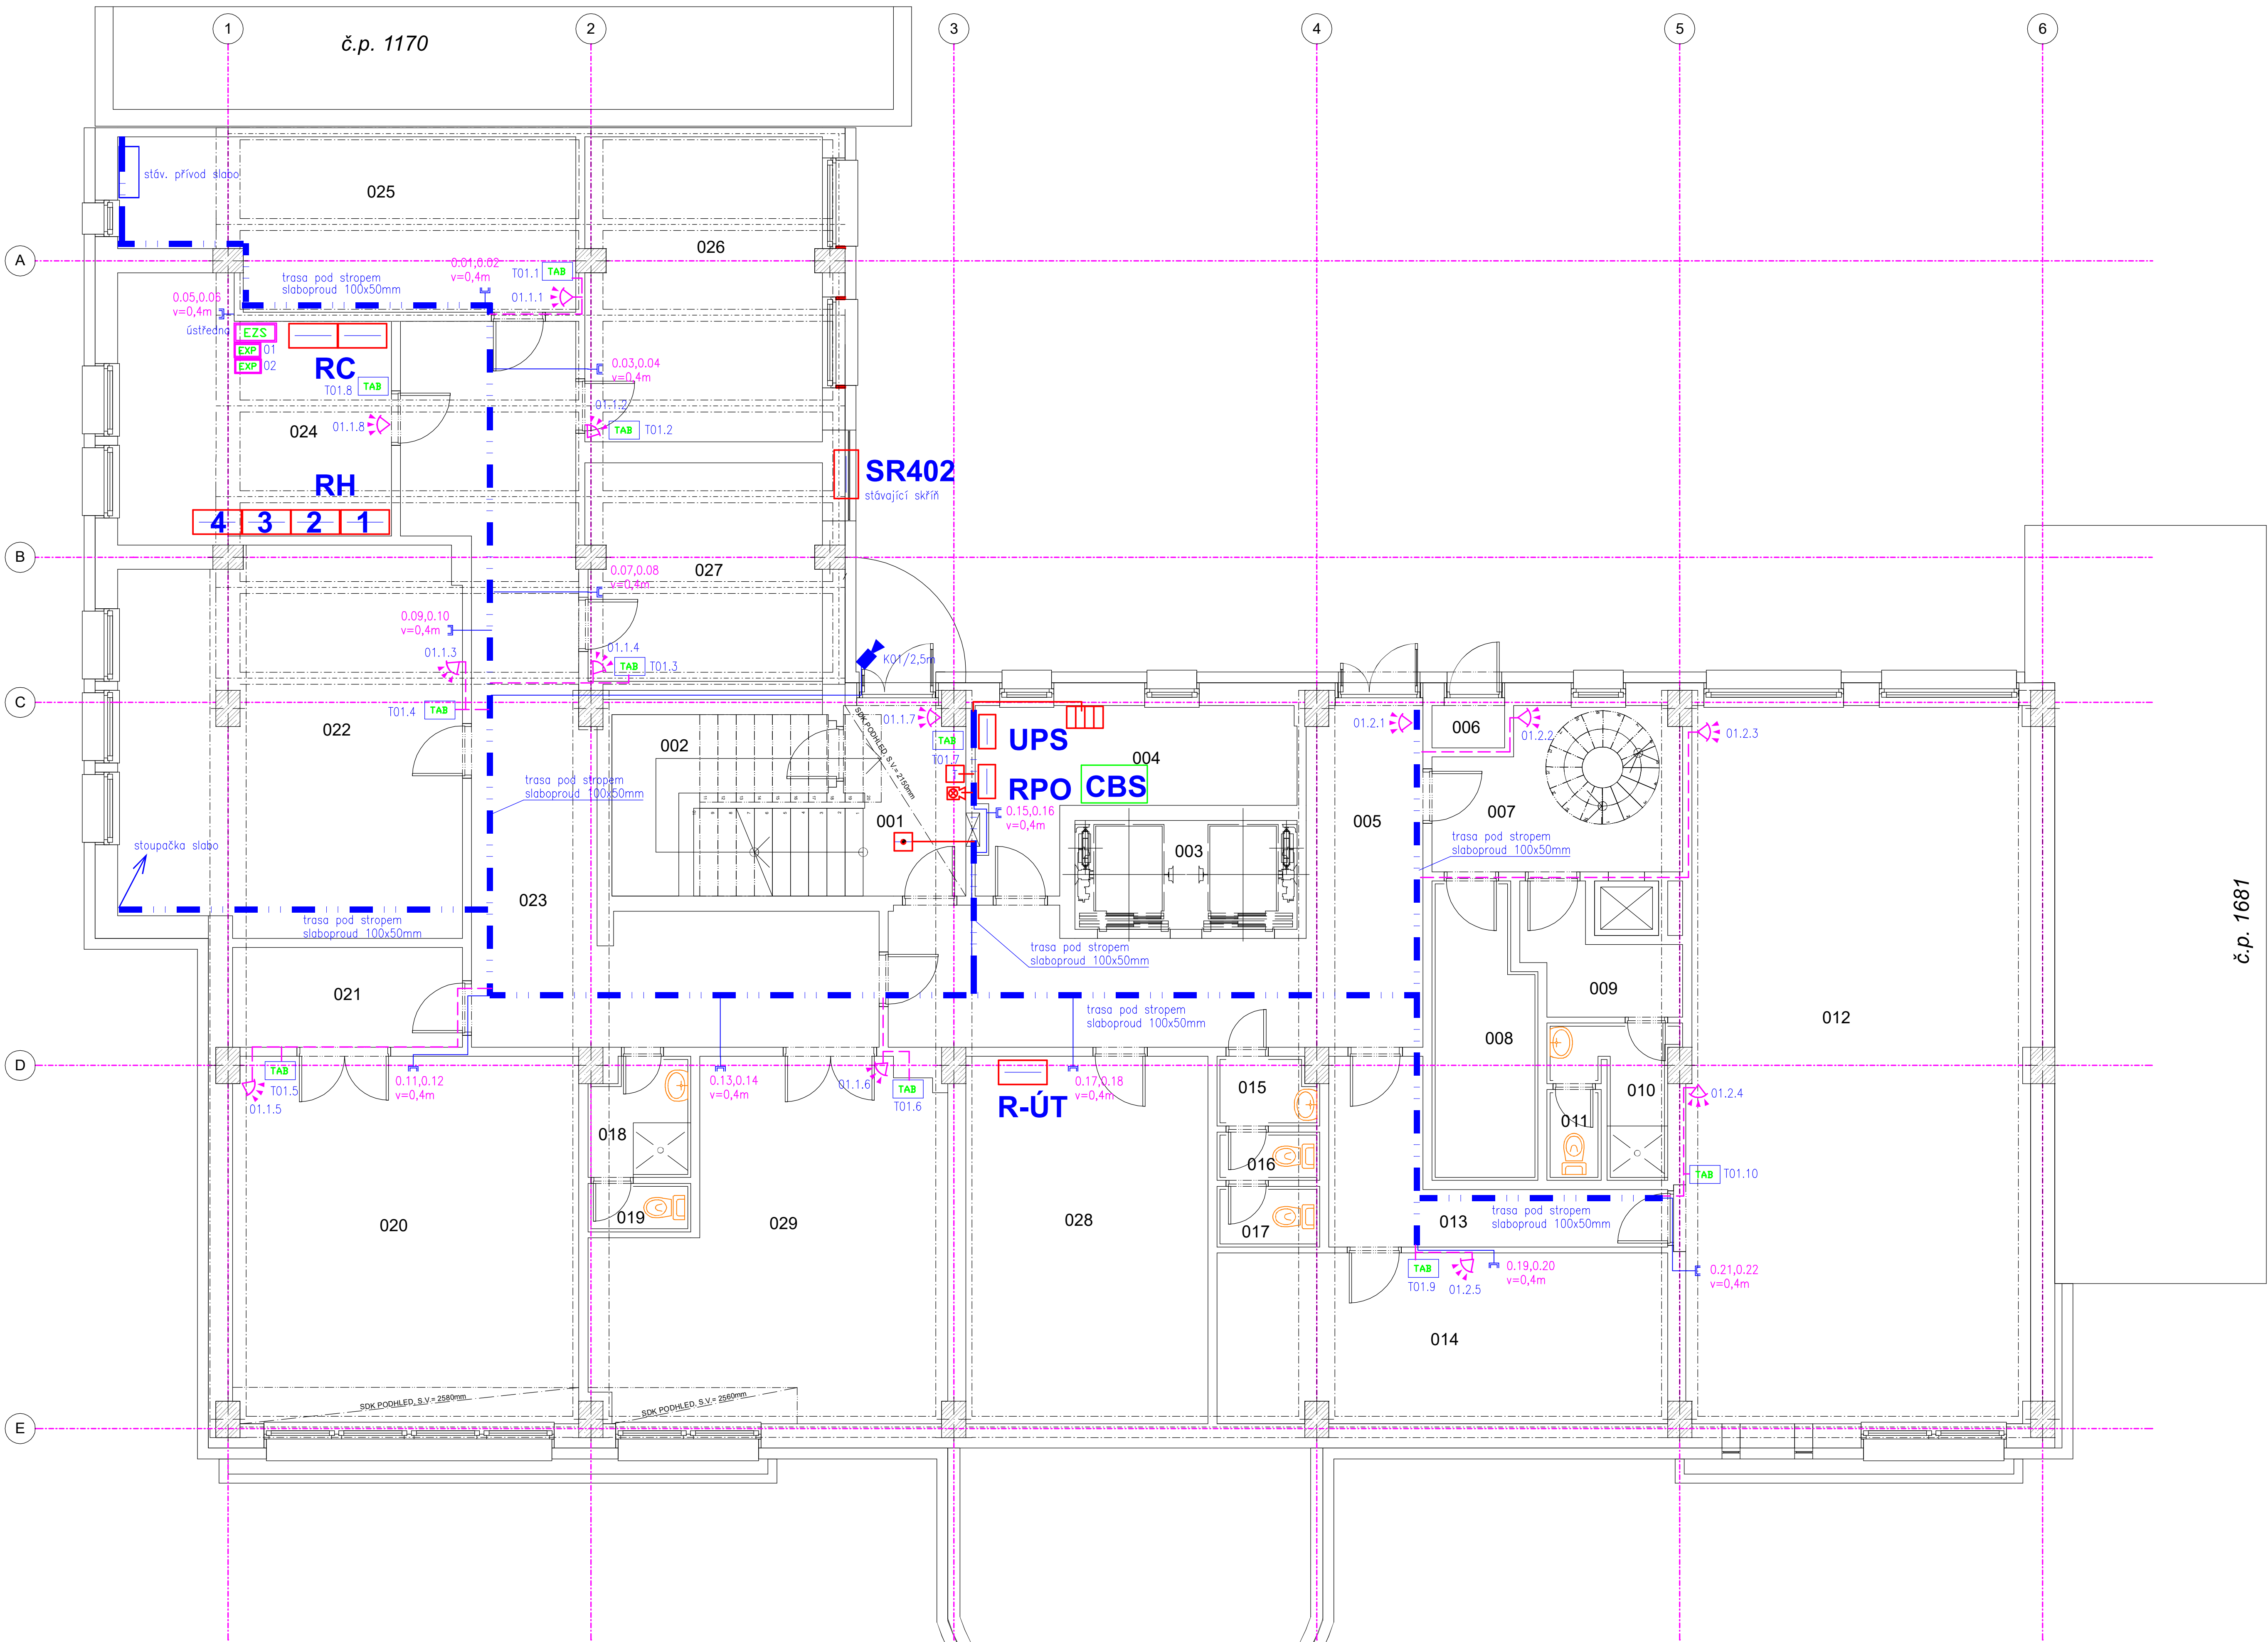 1
2
3
4
5
6
č.p. 1170
stáv. přívod slabo
025
026
A
trasa pod stropem
slaboproud 100x50mm
0.01,0.02
v=0,4m
T01.1
TAB
01.1.1
0.05,0.06
v=0,4m
ústředna
EZS
EXP
01
EXP
02
RC
T01.8
TAB
0.03,0.04
v=0,4m
01.1.2
TAB
T01.2
024
01.1.8
RH
4
3
2
1
SR402
stávající skříň
B
027
0.07,0.08
v=0,4m
0.09,0.10
v=0,4m
01.1.3
01.1.4
TAB
T01.3
K01/2,5m
C
T01.4
TAB
022
002
SDK PODHLED, S.V.= 2150mm
01.1.7
TAB
T01.7
UPS
004
RPO
CBS
01.2.1
006
01.2.2
01.2.3
trasa pod stropem
slaboproud 100x50mm
001
0.15,0.16
v=0,4m
003
005
007
trasa pod stropem
slaboproud 100x50mm
stoupačka slabo
023
trasa pod stropem
slaboproud 100x50mm
trasa pod stropem
slaboproud 100x50mm
č.p. 1681
021
009
trasa pod stropem
slaboproud 100x50mm
012
008
D
TAB
T01.5
01.1.5
0.11,0.12
v=0,4m
0.13,0.14
v=0,4m
01.1.6
TAB
T01.6
R-ÚT
0.17,0.18
v=0,4m
015
010
011
01.2.4
018
016
TAB
T01.10
020
019
029
028
017
013
trasa pod stropem
slaboproud 100x50mm
TAB
T01.9
01.2.5
0.19,0.20
v=0,4m
0.21,0.22
v=0,4m
014
SDK PODHLED, S.V.= 2580mm
SDK PODHLED, S.V.= 2560mm
E